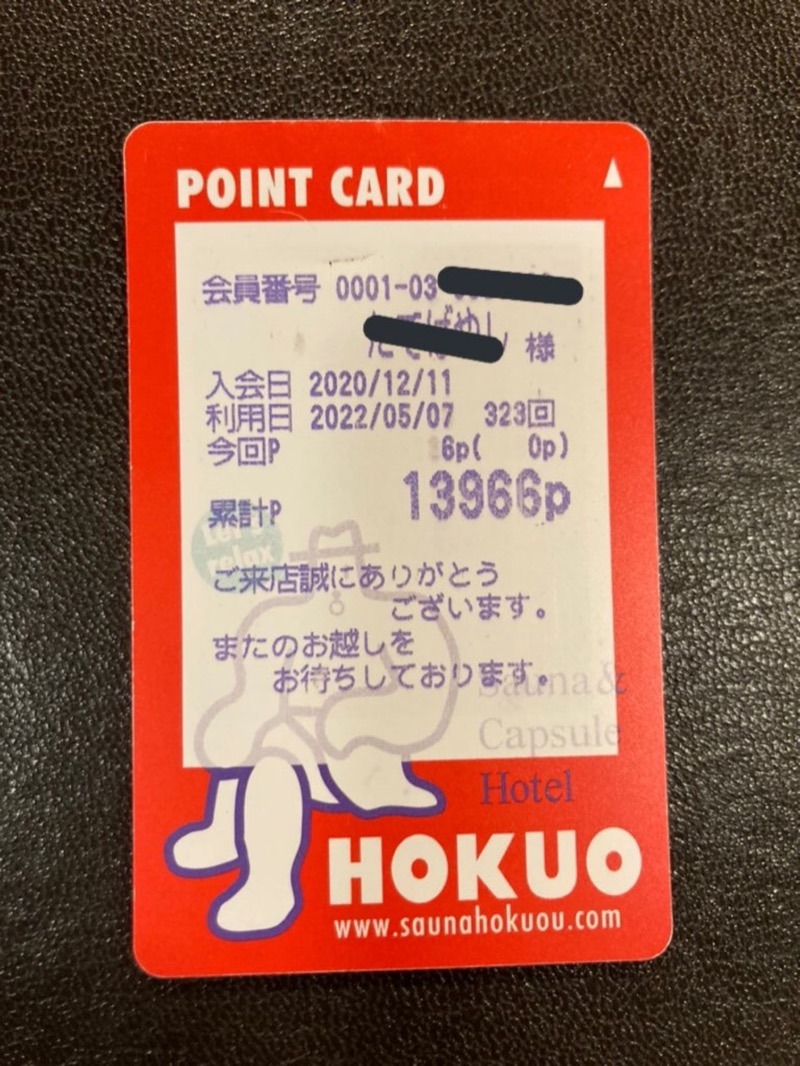 POINT CARD
会員番号 0001-03
様
入会日 2020/12/11
利用日 2022/05/07 323回
今回P 6p( 0p)
累計P 13966p
Let's
relax
ご来店誠にありがとう
ございます。
またのお越しを
お待ちしております。
Sauna &
Capsule
Hotel
HOKUO
www.saunahokuou.com